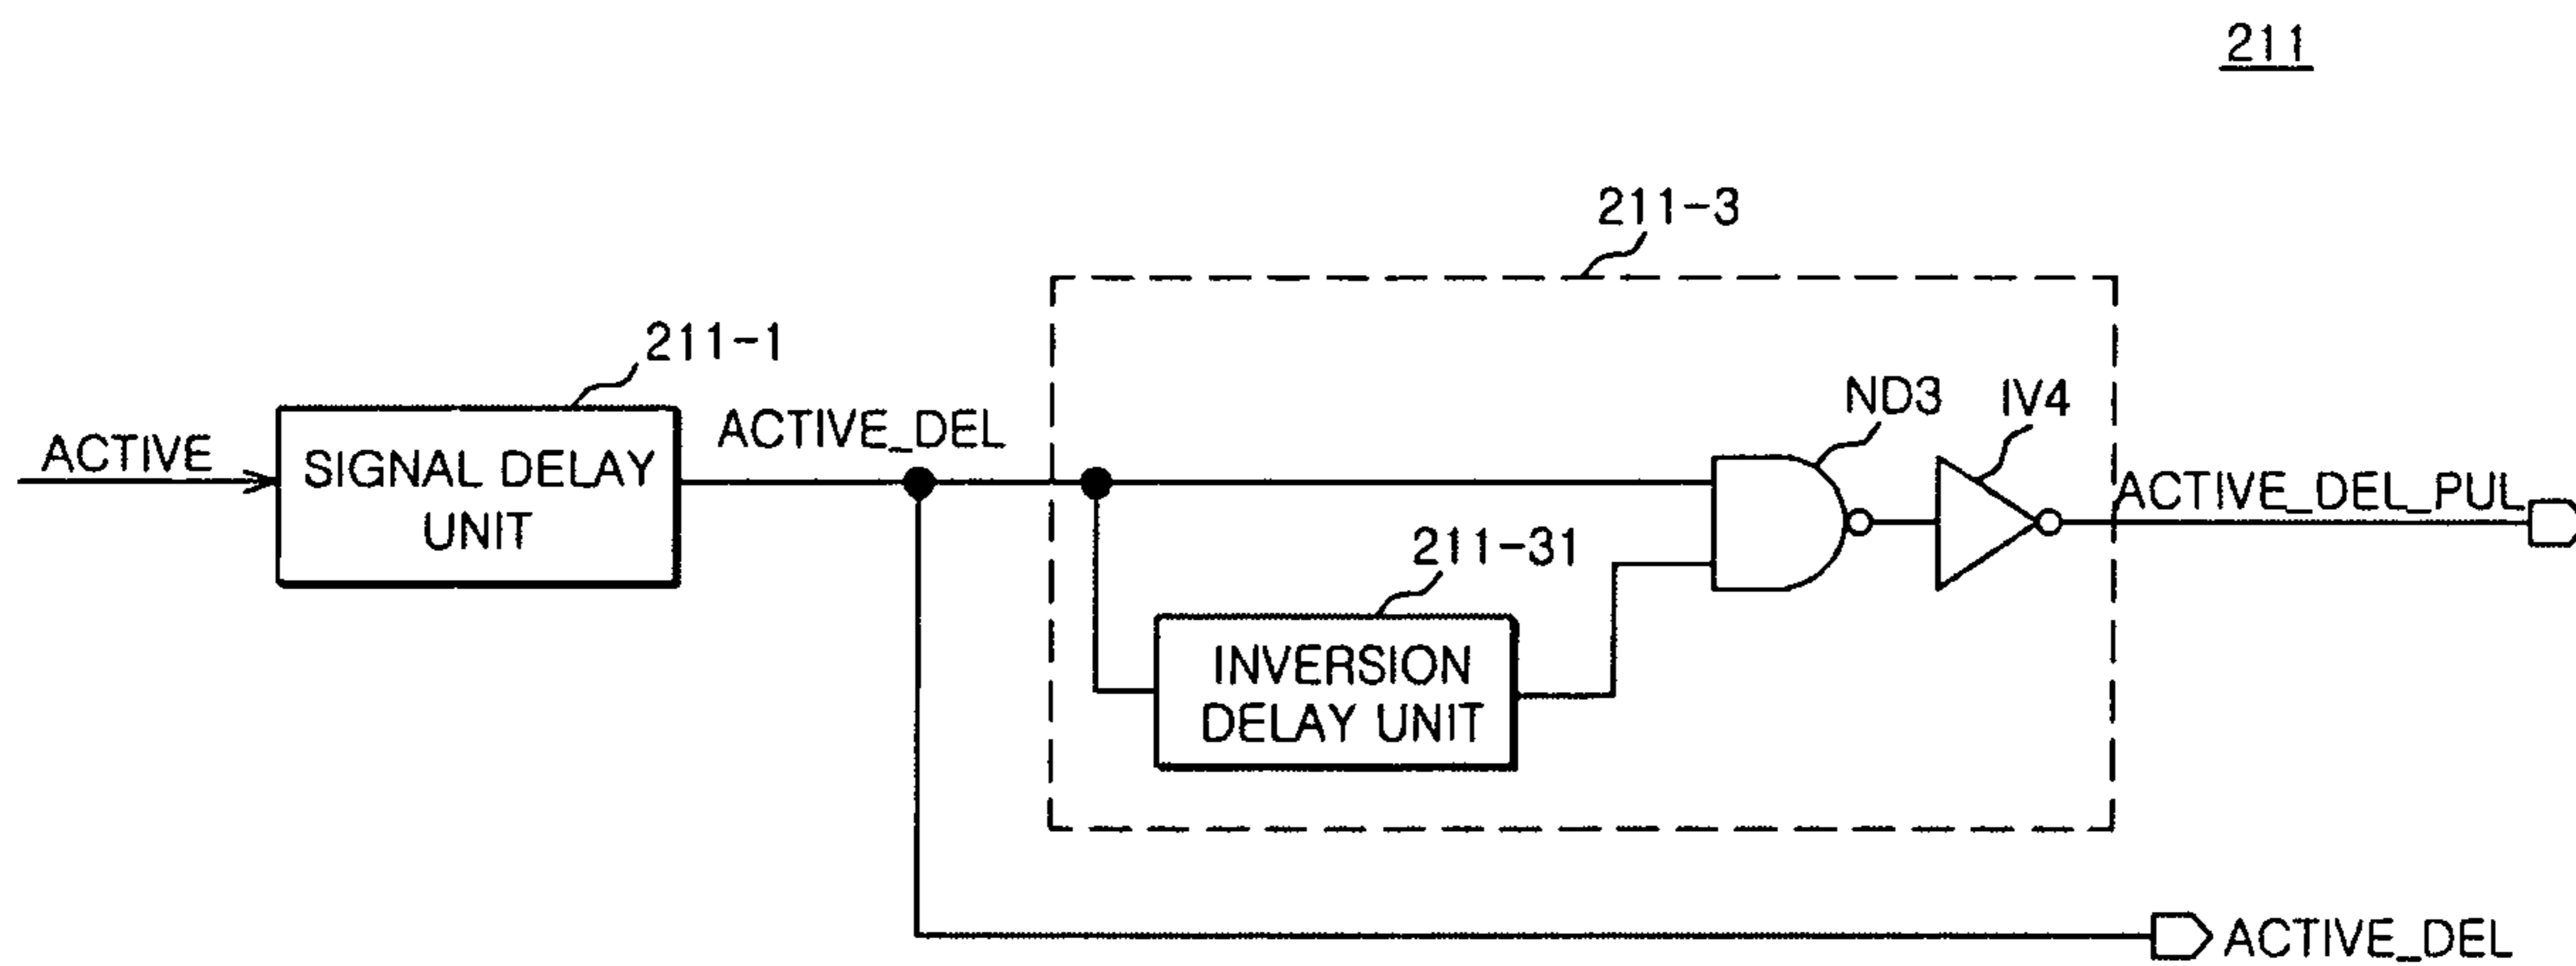 211
211-3
211-1
ND3
IV4
ACTIVE
SIGNAL DELAY
UNIT
ACTIVE_DEL
ACTIVE_DEL_PUL
211-31
INVERSION
DELAY UNIT
ACTIVE_DEL